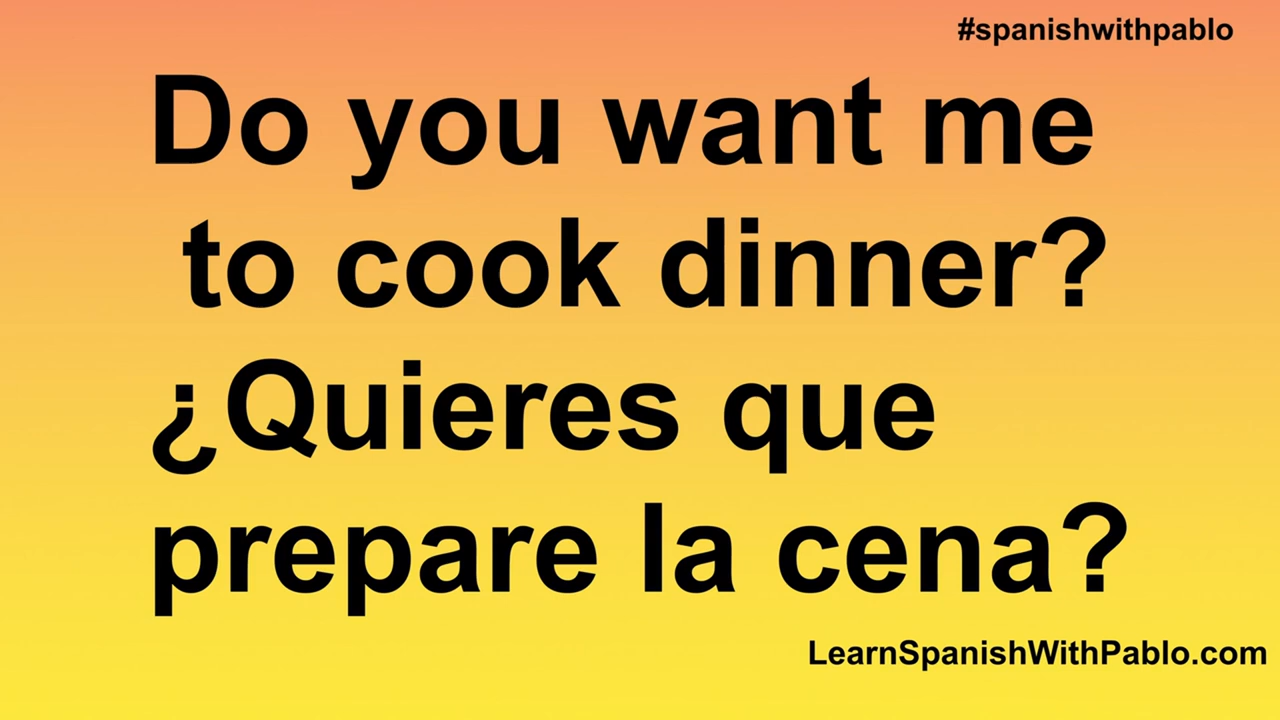 #spanishwithpablo
Do you want me
to cook dinner?
¿Quieres que
prepare la cena?
LearnSpanishWithPablo.com